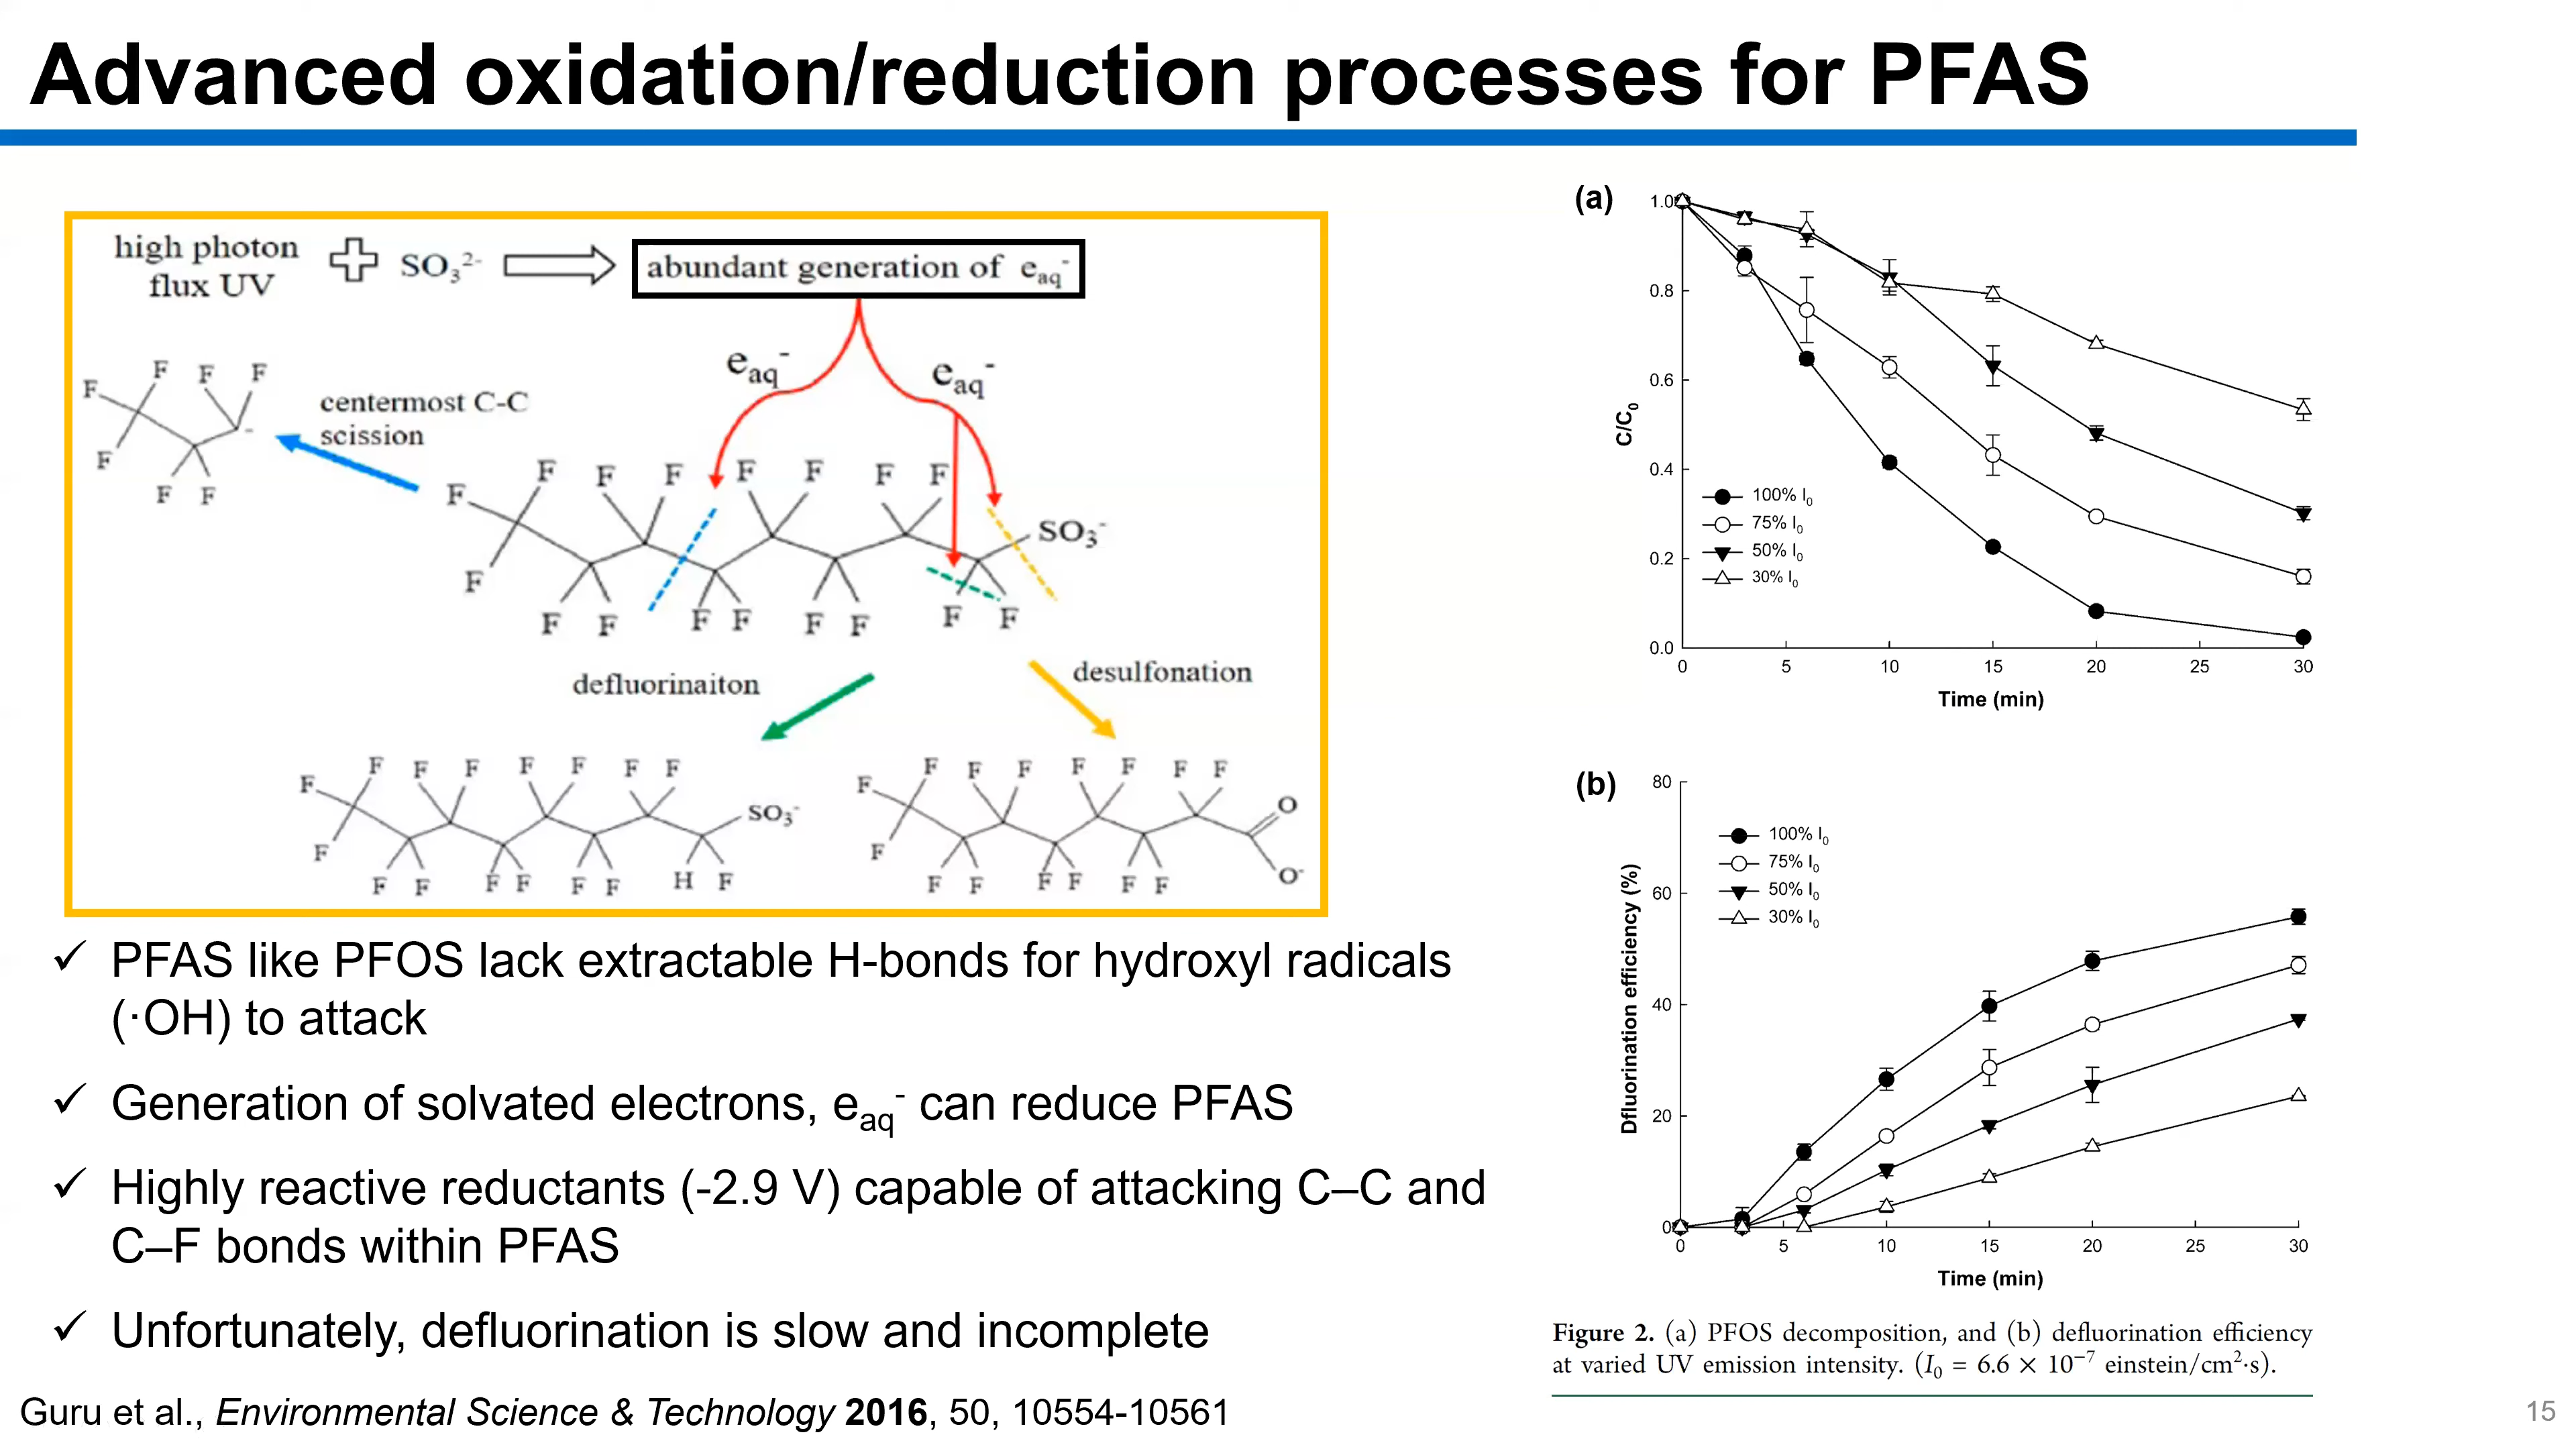 Advanced oxidation/reduction processes for PFAS
high photon
flux UV
SO₃²⁻
abundant generation of eₐq⁻
eₐq⁻
eₐq⁻
centermost C-C
scission
F F F F
F
F F
F F F F F F F F
F
SO₃⁻
F F F F F F F F
defluorinaiton
desulfonation
F F F F F F F F
F
SO₃⁻
F F F F F F H F
F F F F F F F F
F
O
O⁻
F F F F F F
✓ PFAS like PFOS lack extractable H-bonds for hydroxyl radicals
(·OH) to attack
✓ Generation of solvated electrons, eₐq⁻ can reduce PFAS
✓ Highly reactive reductants (-2.9 V) capable of attacking C–C and
C–F bonds within PFAS
✓ Unfortunately, defluorination is slow and incomplete
Guru et al., Environmental Science & Technology 2016, 50, 10554-10561
(a)
1.0
0.8
0.6
0.4
0.2
0.0
C/C₀
100% I₀
75% I₀
50% I₀
30% I₀
0 5 10 15 20 25 30
Time (min)
(b)
80
60
40
20
0
Dfluorination efficiency (%)
100% I₀
75% I₀
50% I₀
30% I₀
0 5 10 15 20 25 30
Time (min)
Figure 2. (a) PFOS decomposition, and (b) defluorination efficiency
at varied UV emission intensity. (I₀ = 6.6 × 10⁻⁷ einstein/cm²·s).
15